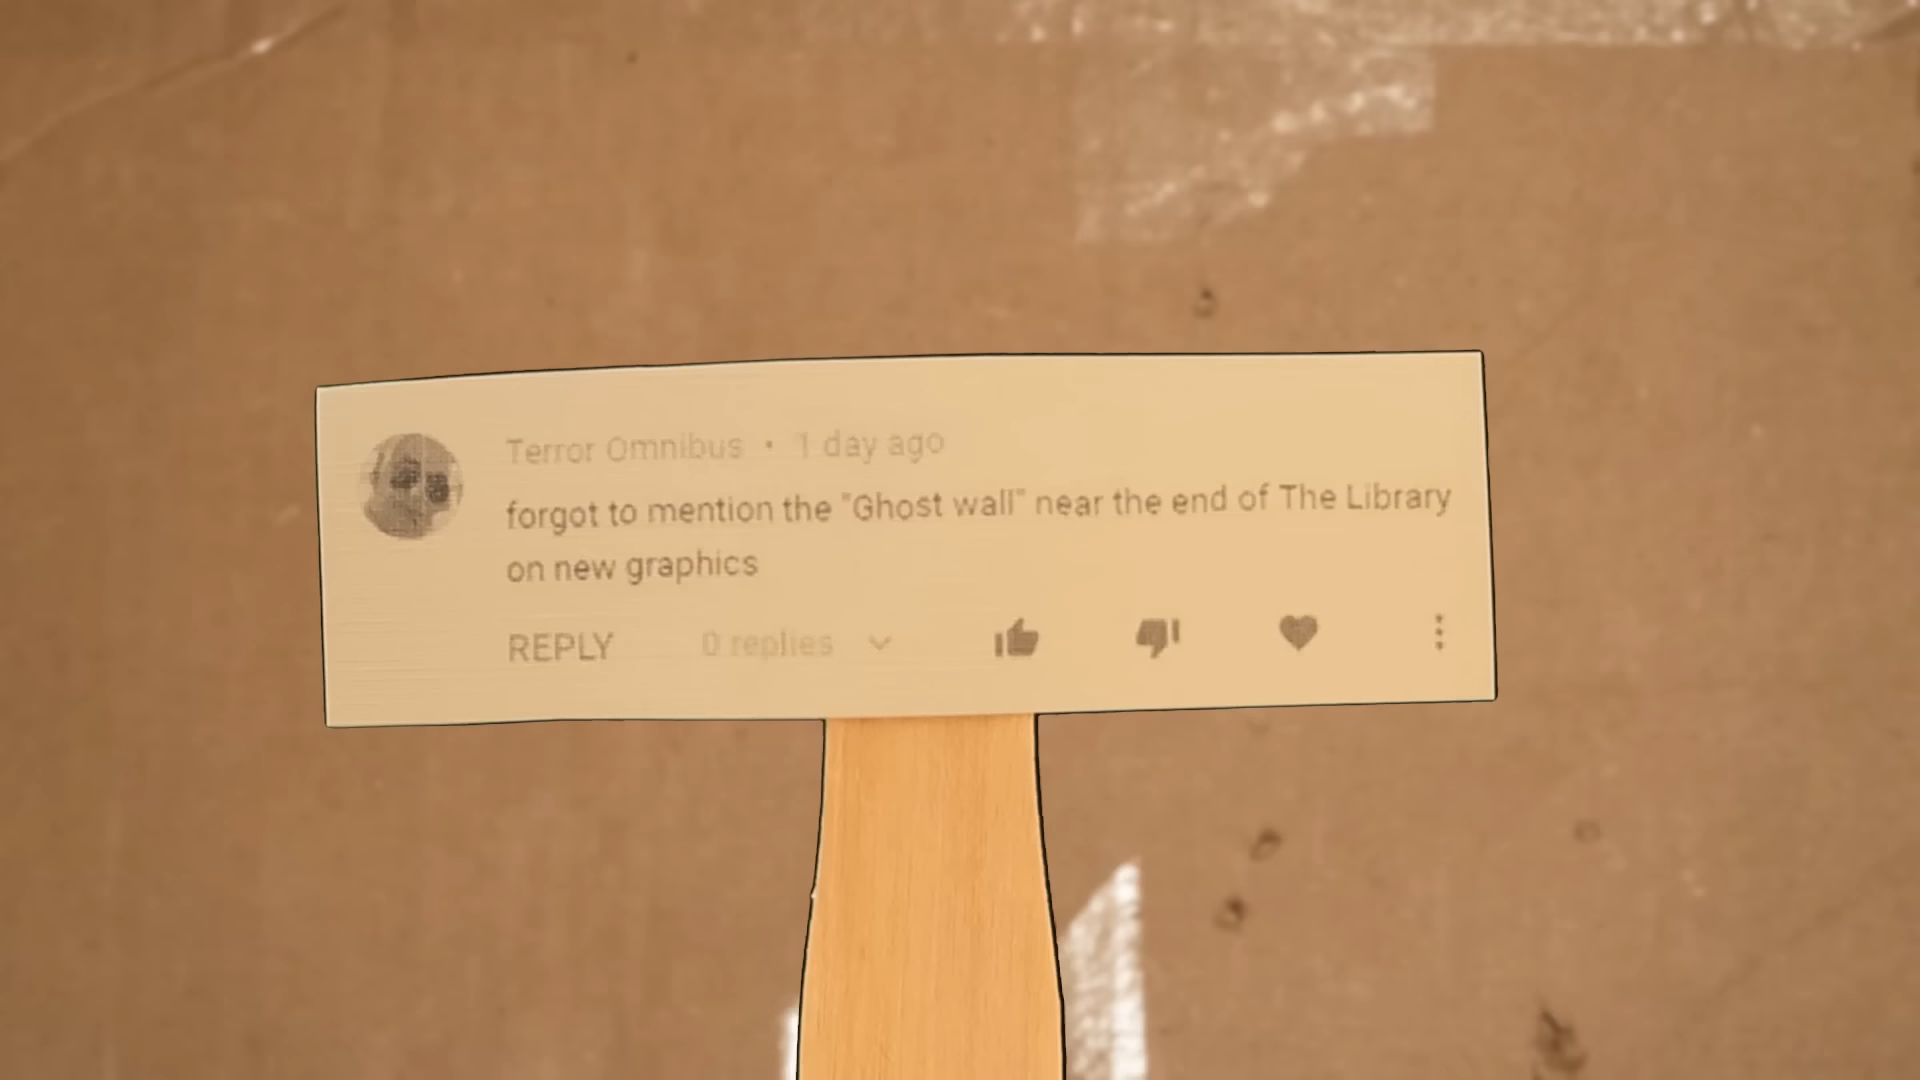 Terror Omnibus • 1 day ago
forgot to mention the "Ghost wall" near the end of The Library
on new graphics
REPLY 0 replies